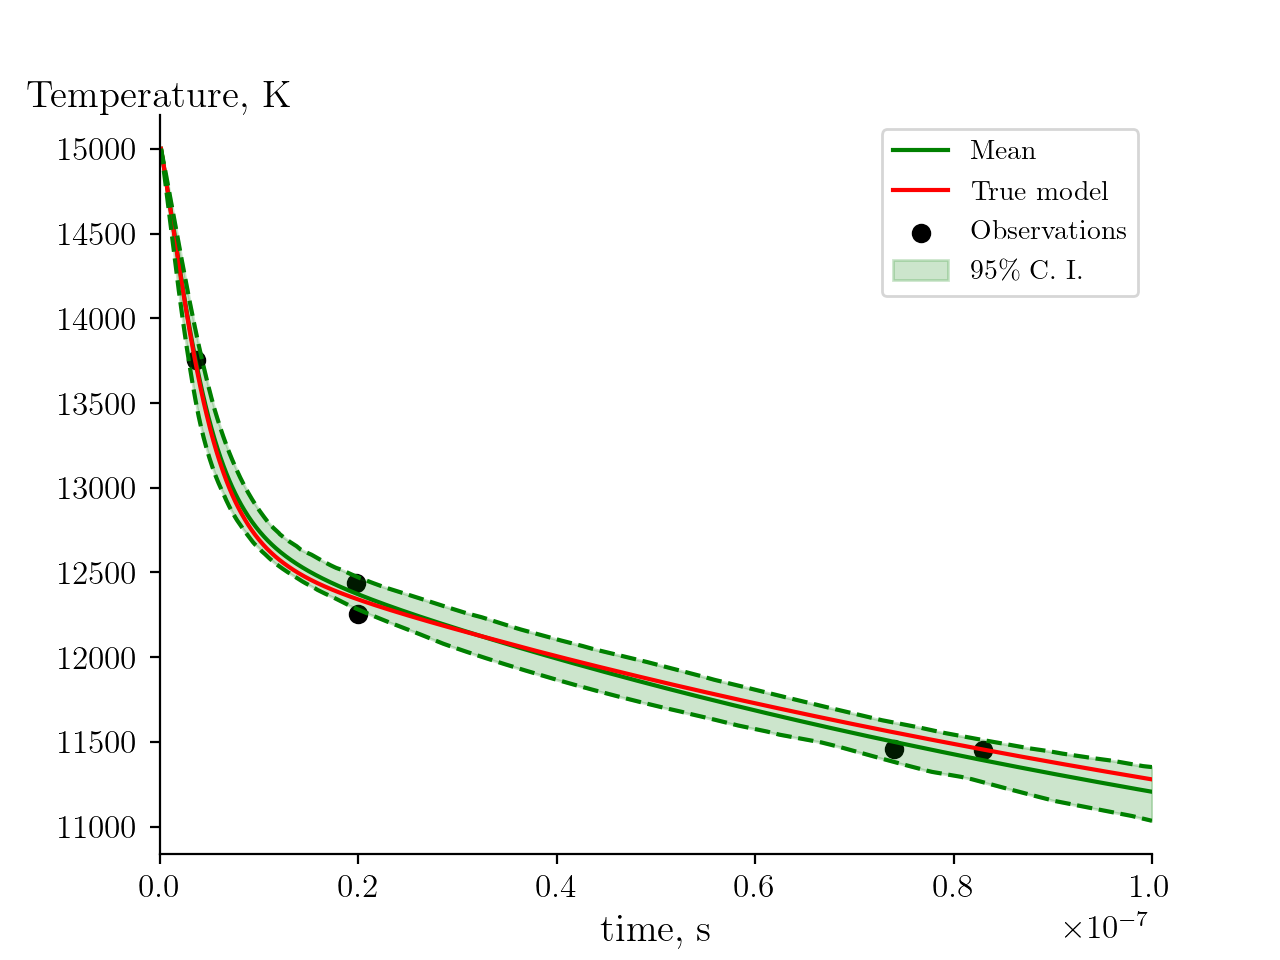 Temperature, K
15000
14500
14000
13500
13000
12500
12000
11500
11000
Mean
True model
Observations
95% C. I.
0.0 0.2 0.4 0.6 0.8 1.0
time, s
×10⁻⁷